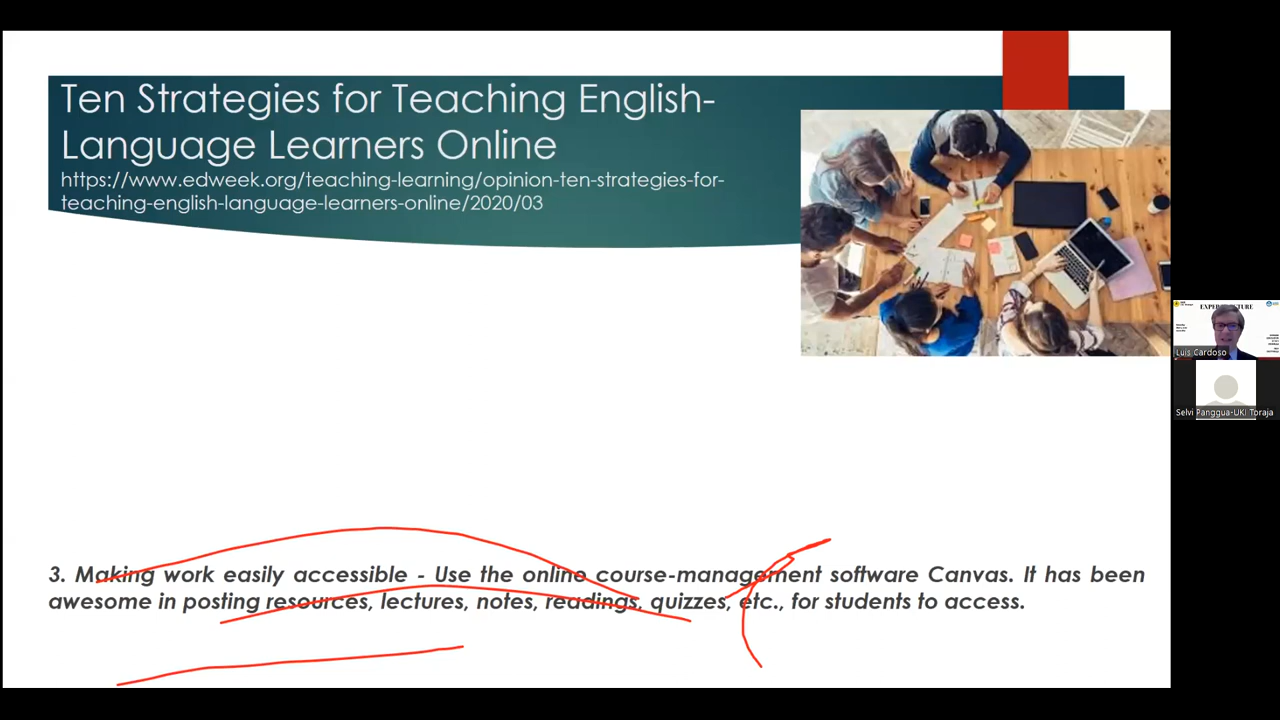 Ten Strategies for Teaching English-
Language Learners Online
https://www.edweek.org/teaching-learning/opinion-ten-strategies-for-
teaching-english-language-learners-online/2020/03
3. Making work easily accessible - Use the online course-management software Canvas. It has been
awesome in posting resources, lectures, notes, readings, quizzes, etc., for students to access.
Luis Cardoso
Selvi Panggua-UKI Toraja